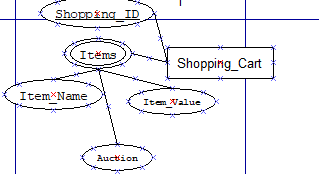 Shopping_ID
Items
Shopping_Cart
Item_Name
Item_Value
Auction